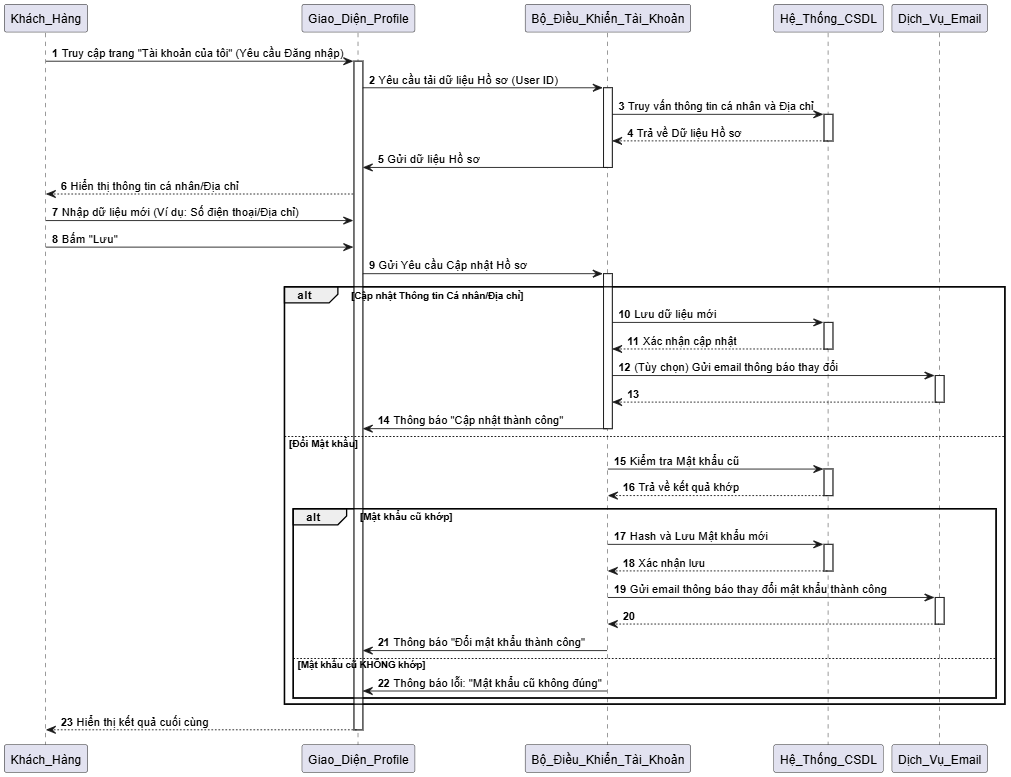 Khách_Hàng
Giao_Diện_Profile
Bộ_Điều_Khiển_Tài_Khoản
Hệ_Thống_CSDL
Dịch_Vụ_Email
1 Truy cập trang "Tài khoản của tôi" (Yêu cầu Đăng nhập)
2 Yêu cầu tải dữ liệu Hồ sơ (User ID)
3 Truy vấn thông tin cá nhân và Địa chỉ
4 Trả về Dữ liệu Hồ sơ
5 Gửi dữ liệu Hồ sơ
6 Hiển thị thông tin cá nhân/Địa chỉ
7 Nhập dữ liệu mới (Ví dụ: Số điện thoại/Địa chỉ)
8 Bấm "Lưu"
9 Gửi Yêu cầu Cập nhật Hồ sơ
alt [Cập nhật Thông tin Cá nhân/Địa chỉ]
10 Lưu dữ liệu mới
11 Xác nhận cập nhật
12 (Tùy chọn) Gửi email thông báo thay đổi
13
14 Thông báo "Cập nhật thành công"
[Đổi Mật khẩu]
15 Kiểm tra Mật khẩu cũ
16 Trả về kết quả khớp
alt [Mật khẩu cũ khớp]
17 Hash và Lưu Mật khẩu mới
18 Xác nhận lưu
19 Gửi email thông báo thay đổi mật khẩu thành công
20
21 Thông báo "Đổi mật khẩu thành công"
[Mật khẩu cũ KHÔNG khớp]
22 Thông báo lỗi: "Mật khẩu cũ không đúng"
23 Hiển thị kết quả cuối cùng
Khách_Hàng
Giao_Diện_Profile
Bộ_Điều_Khiển_Tài_Khoản
Hệ_Thống_CSDL
Dịch_Vụ_Email